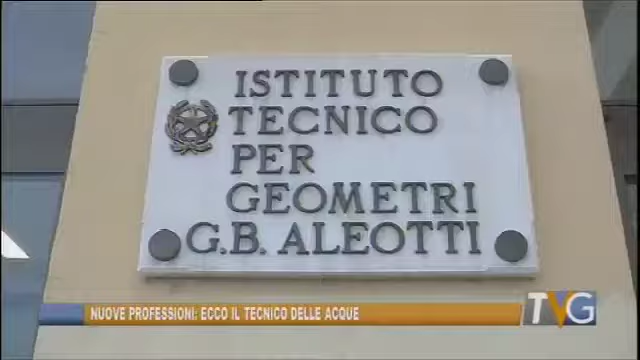 ISTITUTO
TECNICO
PER
GEOMETRI
G.B. ALEOTTI
NUOVE PROFESSIONI: ECCO IL TECNICO DELLE ACQUE
TVG